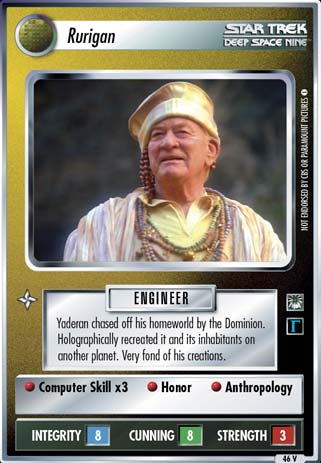 Rurigan
STAR TREK
DEEP SPACE NINE
NOT ENDORSED BY CBS OR PARAMOUNT PICTURES
ENGINEER
Yaderan chased off his homeworld by the Dominion.
Holographically recreated it and its inhabitants on
another planet. Very fond of his creations.
Computer Skill x3 Honor Anthropology
INTEGRITY 8 CUNNING 8 STRENGTH 3
46 V